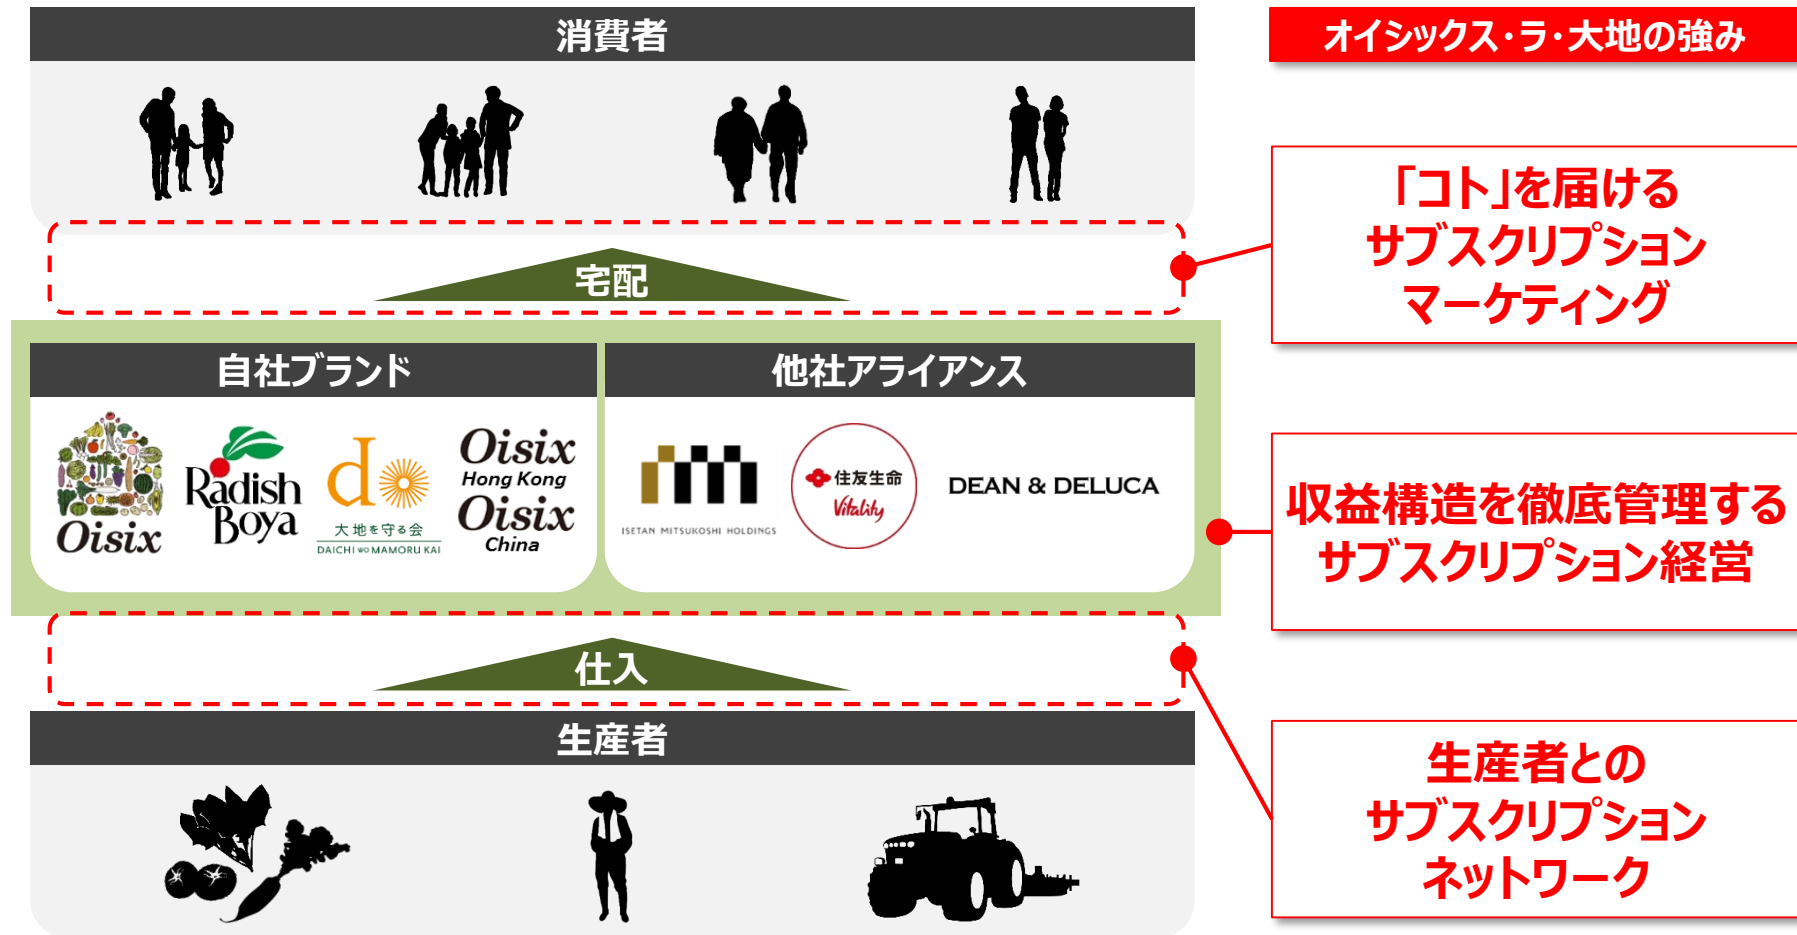 消費者
オイシックス・ラ・大地の強み
「コト」を届ける
サブスクリプション
マーケティング
宅配
自社ブランド
他社アライアンス
Oisix
Radish
Boya
d
大地を守る会
DAICHI WO MAMORU KAI
Oisix
Hong Kong
Oisix
China
ISETAN MITSUKOSHI HOLDINGS
住友生命
Vitality
DEAN & DELUCA
収益構造を徹底管理する
サブスクリプション経営
仕入
生産者
生産者との
サブスクリプション
ネットワーク